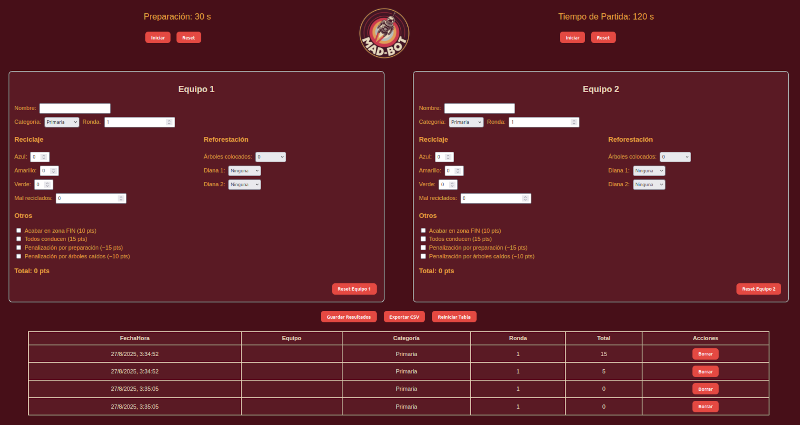 Preparación: 30 s
Iniciar Reset
MAD-BOT
Tiempo de Partida: 120 s
Iniciar Reset
Equipo 1
Nombre:
Categoría: Primaria Ronda: 1
Reciclaje
Azul: 0
Amarillo: 0
Verde: 0
Mal reciclados: 0
Reforestación
Árboles colocados: 0
Diana 1: Ninguna
Diana 2: Ninguna
Otros
Acabar en zona FIN (10 pts)
Todos conducen (15 pts)
Penalización por preparación (−15 pts)
Penalización por árboles caídos (−10 pts)
Total: 0 pts
Reset Equipo 1
Equipo 2
Nombre:
Categoría: Primaria Ronda: 1
Reciclaje
Azul: 0
Amarillo: 0
Verde: 0
Mal reciclados: 0
Reforestación
Árboles colocados: 0
Diana 1: Ninguna
Diana 2: Ninguna
Otros
Acabar en zona FIN (10 pts)
Todos conducen (15 pts)
Penalización por preparación (−15 pts)
Penalización por árboles caídos (−10 pts)
Total: 0 pts
Reset Equipo 2
Guardar Resultados Exportar CSV Reiniciar Tabla
Fecha/Hora Equipo Categoría Ronda Total Acciones
27/8/2025, 3:34:52 Primaria 1 15 Borrar
27/8/2025, 3:34:52 Primaria 1 5 Borrar
27/8/2025, 3:35:05 Primaria 1 0 Borrar
27/8/2025, 3:35:05 Primaria 1 0 Borrar